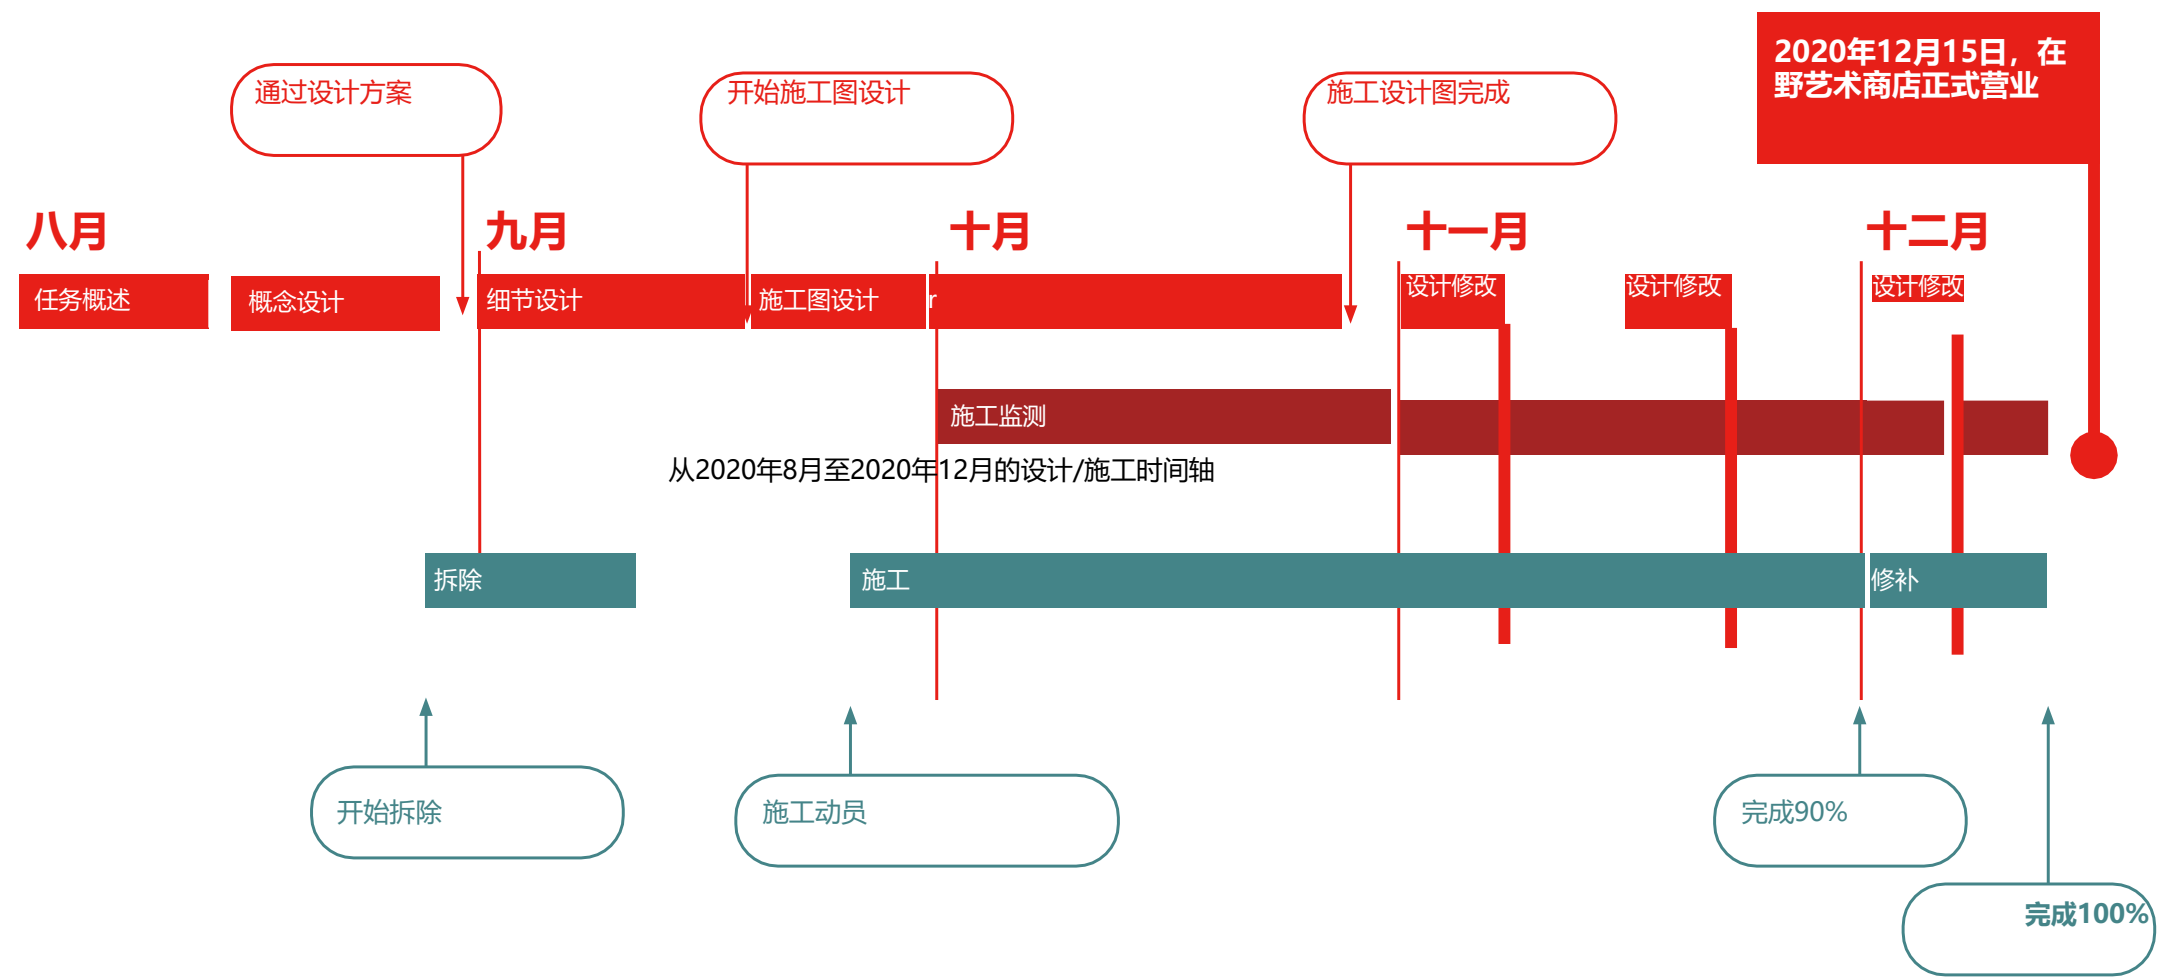 2020年12月15日，在
野艺术商店正式营业
通过设计方案
开始施工图设计
施工设计图完成
八月
九月
十月
十一月
十二月
任务概述
概念设计
细节设计
施工图设计
r
设计修改
设计修改
设计修改
施工监测
从2020年8月至2020年12月的设计/施工时间轴
拆除
施工
修补
开始拆除
施工动员
完成90%
完成100%